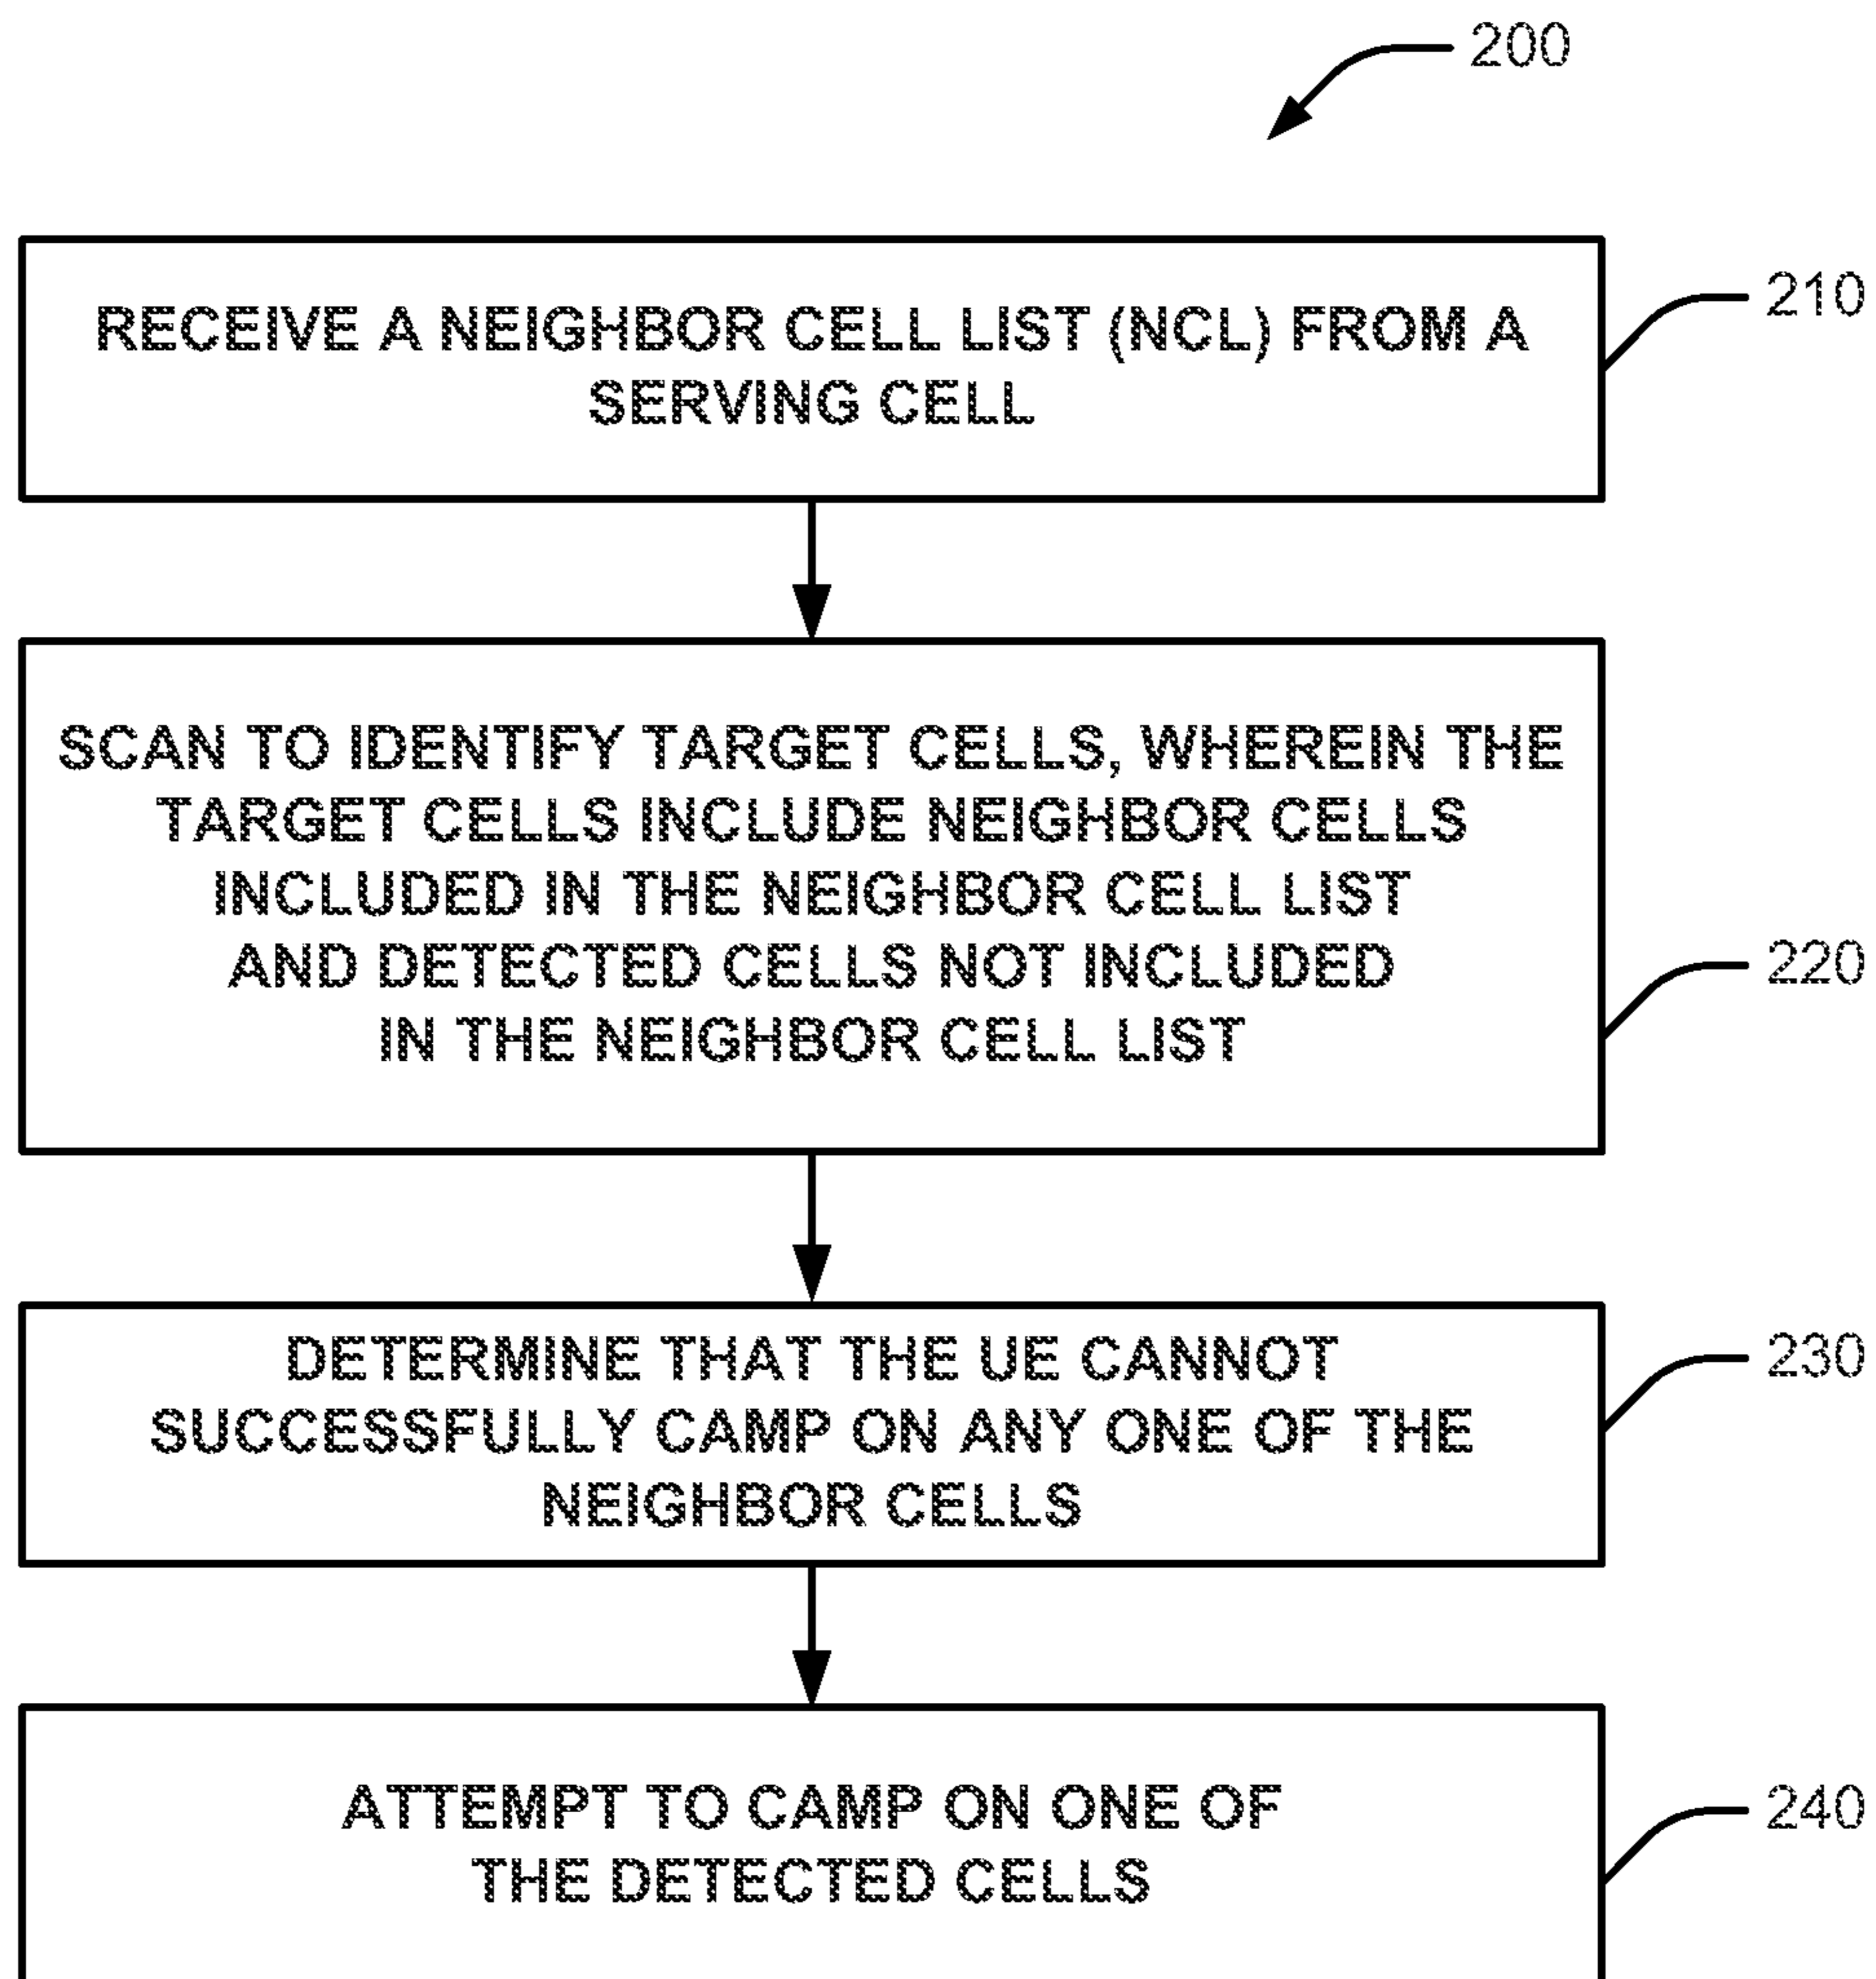 200
RECEIVE A NEIGHBOR CELL LIST (NCL) FROM A
SERVING CELL
210
SCAN TO IDENTIFY TARGET CELLS, WHEREIN THE
TARGET CELLS INCLUDE NEIGHBOR CELLS
INCLUDED IN THE NEIGHBOR CELL LIST
AND DETECTED CELLS NOT INCLUDED
IN THE NEIGHBOR CELL LIST
220
DETERMINE THAT THE UE CANNOT
SUCCESSFULLY CAMP ON ANY ONE OF THE
NEIGHBOR CELLS
230
ATTEMPT TO CAMP ON ONE OF
THE DETECTED CELLS
240